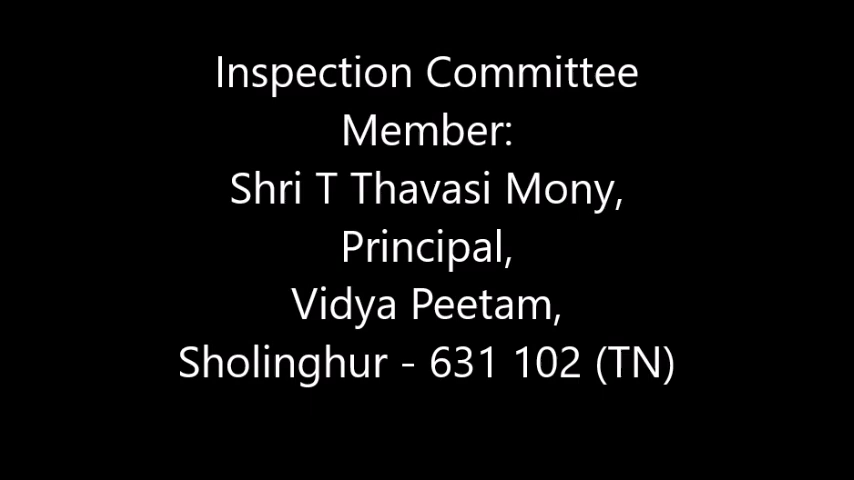 Inspection Committee
Member:
Shri T Thavasi Mony,
Principal,
Vidya Peetam,
Sholinghur - 631 102 (TN)